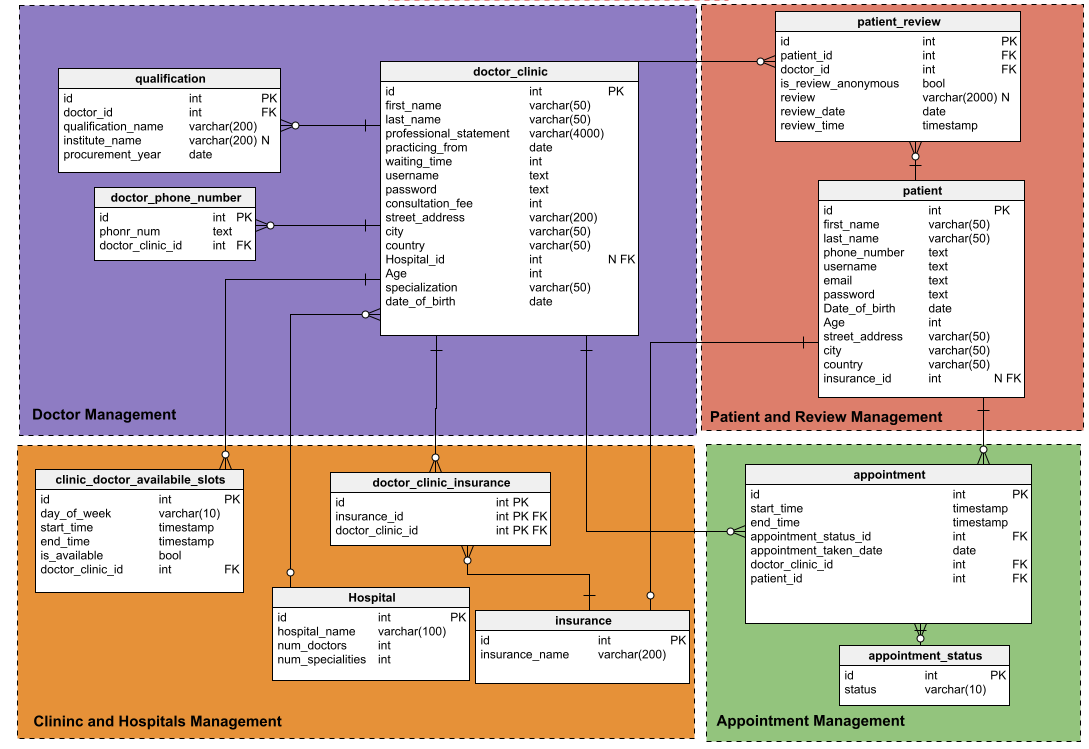 qualification
id int PK
doctor_id int FK
qualification_name varchar(200)
institute_name varchar(200) N
procurement_year date
doctor_phone_number
id int PK
phonr_num text
doctor_clinic_id int FK
doctor_clinic
id int PK
first_name varchar(50)
last_name varchar(50)
professional_statement varchar(4000)
practicing_from date
waiting_time int
username text
password text
consultation_fee int
street_address varchar(200)
city varchar(50)
country varchar(50)
Hospital_id int N FK
Age int
specialization varchar(50)
date_of_birth date
Doctor Management
patient_review
id int PK
patient_id int FK
doctor_id int FK
is_review_anonymous bool
review varchar(2000) N
review_date date
review_time timestamp
patient
id int PK
first_name varchar(50)
last_name varchar(50)
phone_number text
username text
email text
password text
Date_of_birth date
Age int
street_address varchar(50)
city varchar(50)
country varchar(50)
insurance_id int N FK
Patient and Review Management
clinic_doctor_availabile_slots
id int PK
day_of_week varchar(10)
start_time timestamp
end_time timestamp
is_available bool
doctor_clinic_id int FK
doctor_clinic_insurance
id int PK
insurance_id int PK FK
doctor_clinic_id int PK FK
Hospital
id int PK
hospital_name varchar(100)
num_doctors int
num_specialities int
insurance
id int PK
insurance_name varchar(200)
Clininc and Hospitals Management
appointment
id int PK
start_time timestamp
end_time timestamp
appointment_status_id int FK
appointment_taken_date date
doctor_clinic_id int FK
patient_id int FK
appointment_status
id int PK
status varchar(10)
Appointment Management